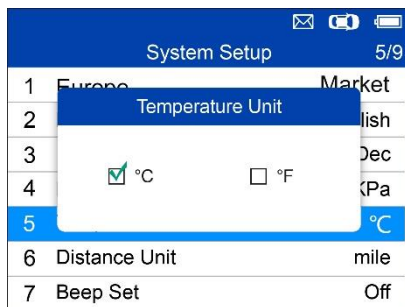 System Setup 5/9
1 Europe Market
2 lish
3 Dec
4 KPa
5 °C
6 Distance Unit mile
7 Beep Set Off
Temperature Unit
°C °F